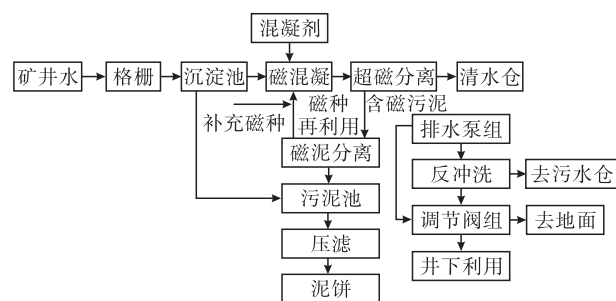 混凝剂
矿井水
格栅
沉淀池
磁混凝
超磁分离
清水仓
补充磁种
磁种
再利用
含磁污泥
磁泥分离
污泥池
压滤
泥饼
排水泵组
反冲洗
去污水仓
调节阀组
去地面
井下利用